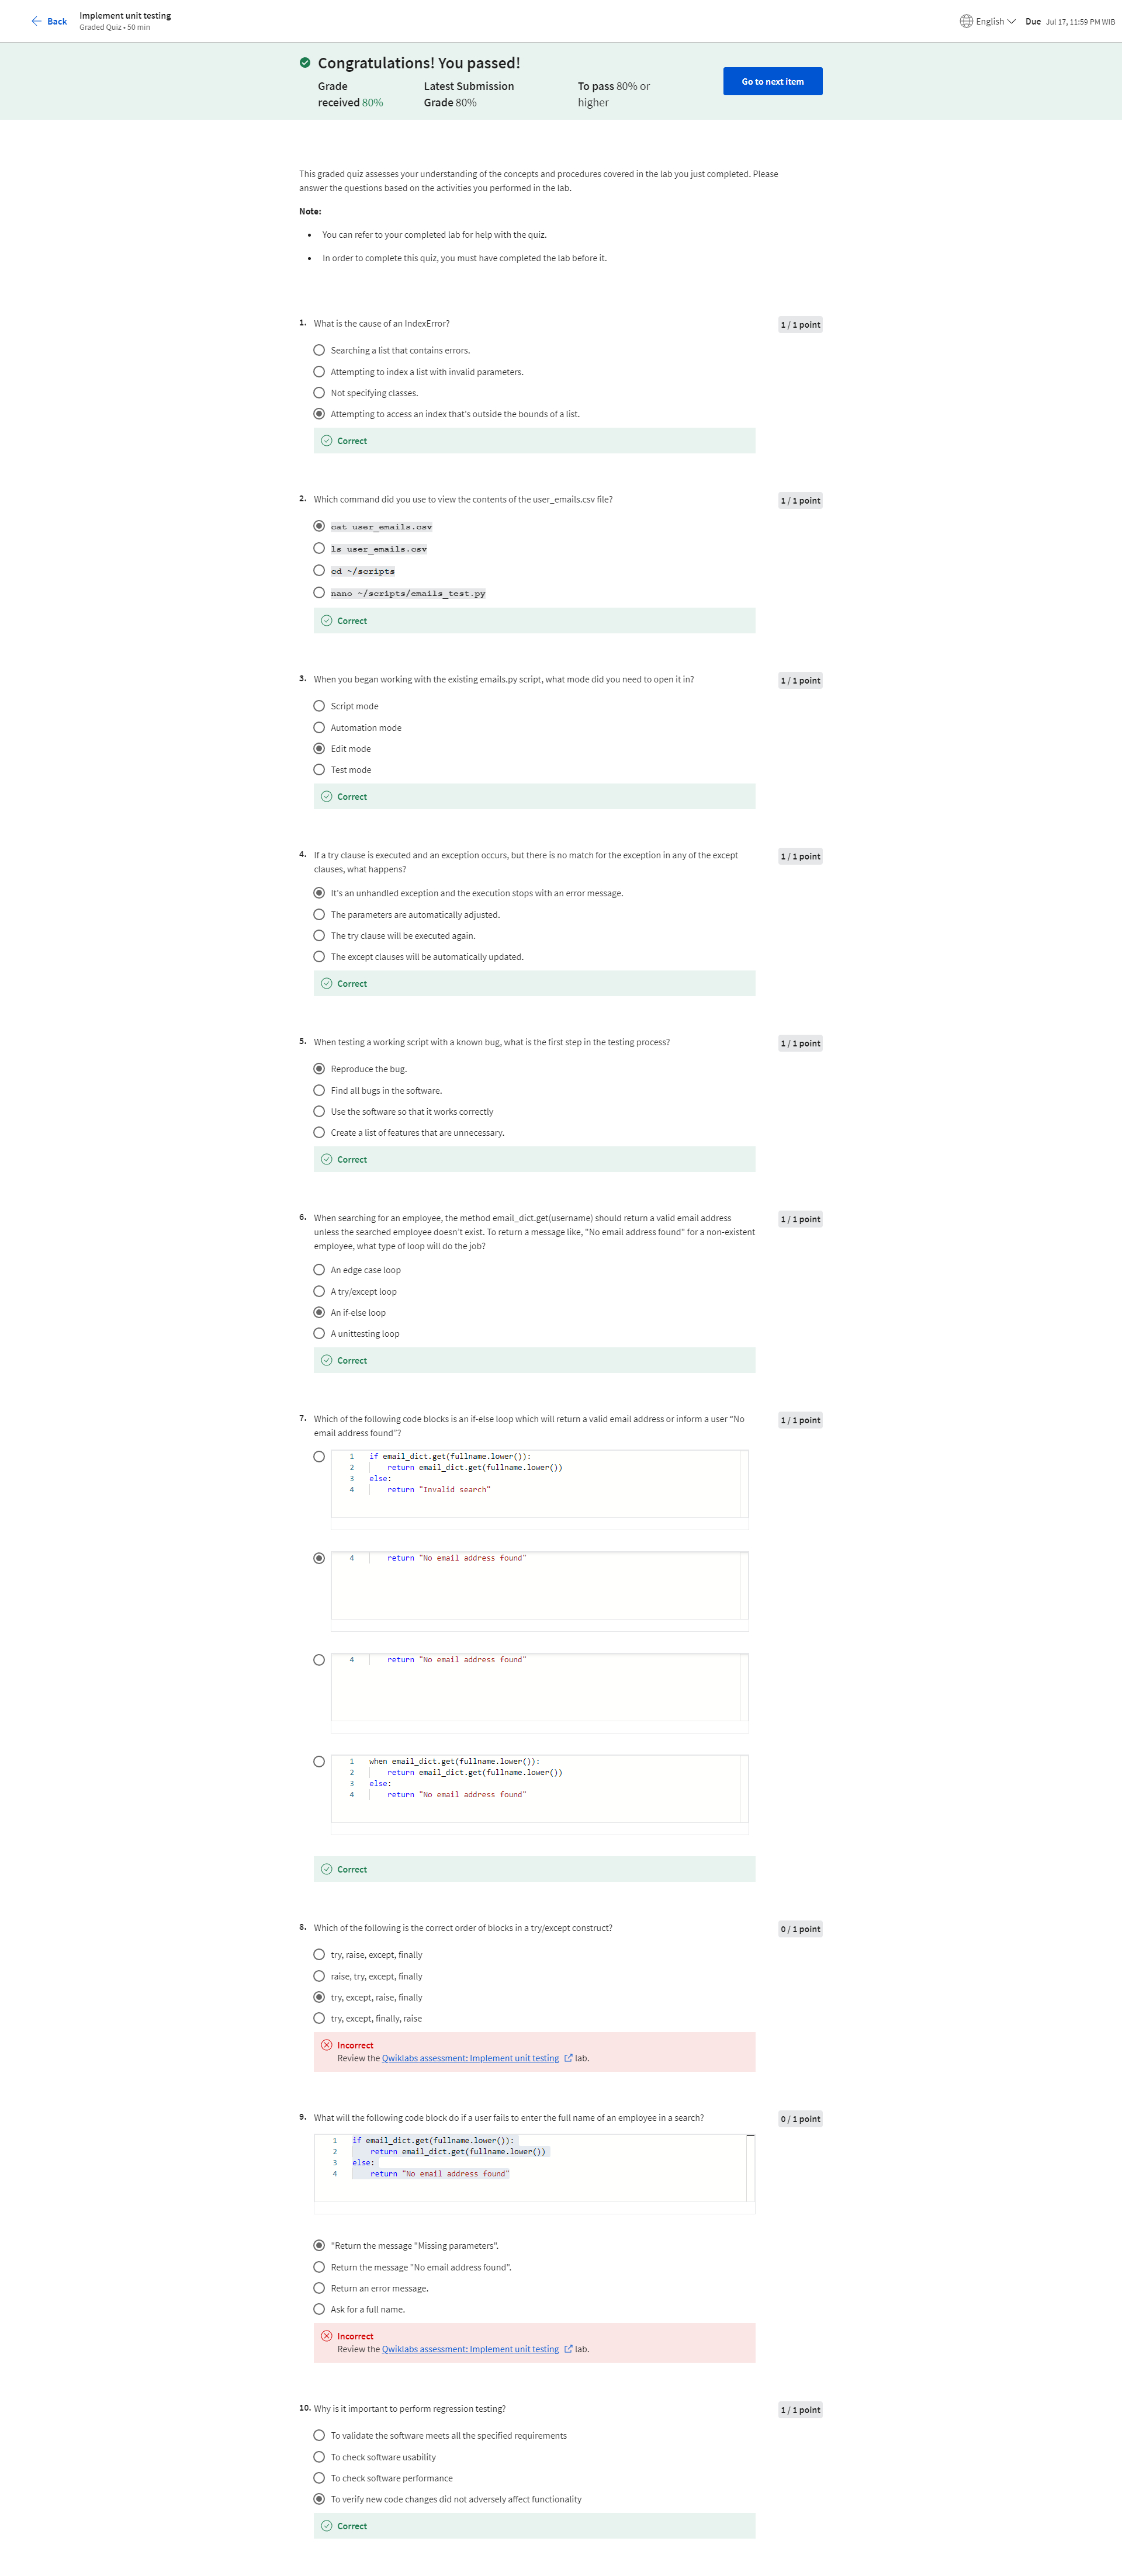 Back
Implement unit testing
Graded Quiz • 50 min
English
Due Jul 17, 11:59 PM WIB
Congratulations! You passed!
Grade
received 80%
Latest Submission
Grade 80%
To pass 80% or
higher
Go to next item
This graded quiz assesses your understanding of the concepts and procedures covered in the lab you just completed. Please
answer the questions based on the activities you performed in the lab.
Note:
• You can refer to your completed lab for help with the quiz.
• In order to complete this quiz, you must have completed the lab before it.
1. What is the cause of an IndexError?
1 / 1 point
Searching a list that contains errors.
Attempting to index a list with invalid parameters.
Not specifying classes.
Attempting to access an index that's outside the bounds of a list.
Correct
2. Which command did you use to view the contents of the user_emails.csv file?
1 / 1 point
cat user_emails.csv
ls user_emails.csv
cd ~/scripts
nano ~/scripts/emails_test.py
Correct
3. When you began working with the existing emails.py script, what mode did you need to open it in?
1 / 1 point
Script mode
Automation mode
Edit mode
Test mode
Correct
4. If a try clause is executed and an exception occurs, but there is no match for the exception in any of the except
clauses, what happens?
1 / 1 point
It's an unhandled exception and the execution stops with an error message.
The parameters are automatically adjusted.
The try clause will be executed again.
The except clauses will be automatically updated.
Correct
5. When testing a working script with a known bug, what is the first step in the testing process?
1 / 1 point
Reproduce the bug.
Find all bugs in the software.
Use the software so that it works correctly
Create a list of features that are unnecessary.
Correct
6. When searching for an employee, the method email_dict.get(username) should return a valid email address
unless the searched employee doesn't exist. To return a message like, "No email address found" for a non-existent
employee, what type of loop will do the job?
1 / 1 point
An edge case loop
A try/except loop
An if-else loop
A unittesting loop
Correct
7. Which of the following code blocks is an if-else loop which will return a valid email address or inform a user “No
email address found”?
1 / 1 point
1 if email_dict.get(fullname.lower()):
2 return email_dict.get(fullname.lower())
3 else:
4 return "Invalid search"
4 return "No email address found"
4 return "No email address found"
1 when email_dict.get(fullname.lower()):
2 return email_dict.get(fullname.lower())
3 else:
4 return "No email address found"
Correct
8. Which of the following is the correct order of blocks in a try/except construct?
0 / 1 point
try, raise, except, finally
raise, try, except, finally
try, except, raise, finally
try, except, finally, raise
Incorrect
Review the Qwiklabs assessment: Implement unit testing lab.
9. What will the following code block do if a user fails to enter the full name of an employee in a search?
0 / 1 point
1 if email_dict.get(fullname.lower()):
2 return email_dict.get(fullname.lower())
3 else:
4 return "No email address found"
"Return the message "Missing parameters".
Return the message "No email address found".
Return an error message.
Ask for a full name.
Incorrect
Review the Qwiklabs assessment: Implement unit testing lab.
10. Why is it important to perform regression testing?
1 / 1 point
To validate the software meets all the specified requirements
To check software usability
To check software performance
To verify new code changes did not adversely affect functionality
Correct